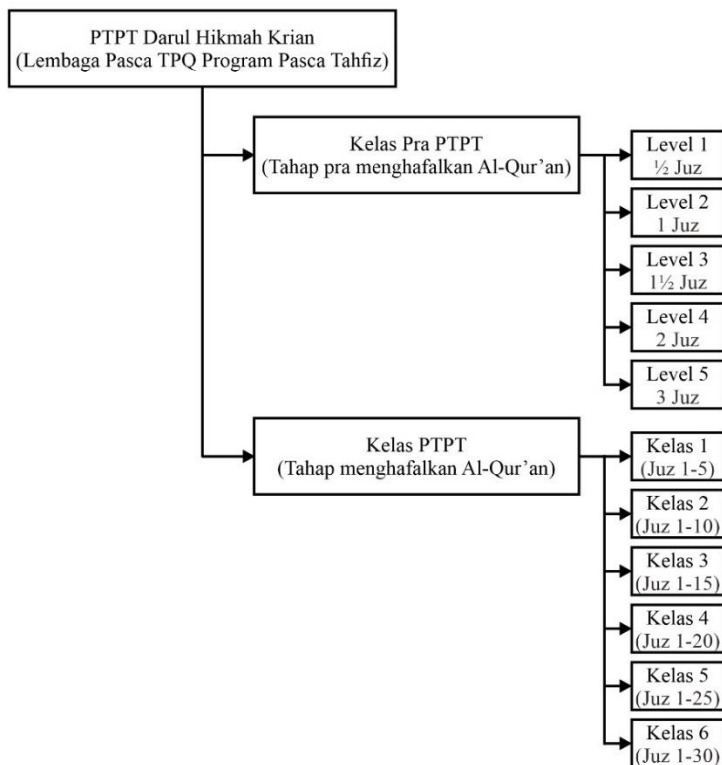 PTPT Darul Hikmah Krian
(Lembaga Pasca TPQ Program Pasca Tahfiz)
Kelas Pra PTPT
(Tahap pra menghafalkan Al-Qur’an)
Level 1
½ Juz
Level 2
1 Juz
Level 3
1½ Juz
Level 4
2 Juz
Level 5
3 Juz
Kelas PTPT
(Tahap menghafalkan Al-Qur’an)
Kelas 1
(Juz 1-5)
Kelas 2
(Juz 1-10)
Kelas 3
(Juz 1-15)
Kelas 4
(Juz 1-20)
Kelas 5
(Juz 1-25)
Kelas 6
(Juz 1-30)